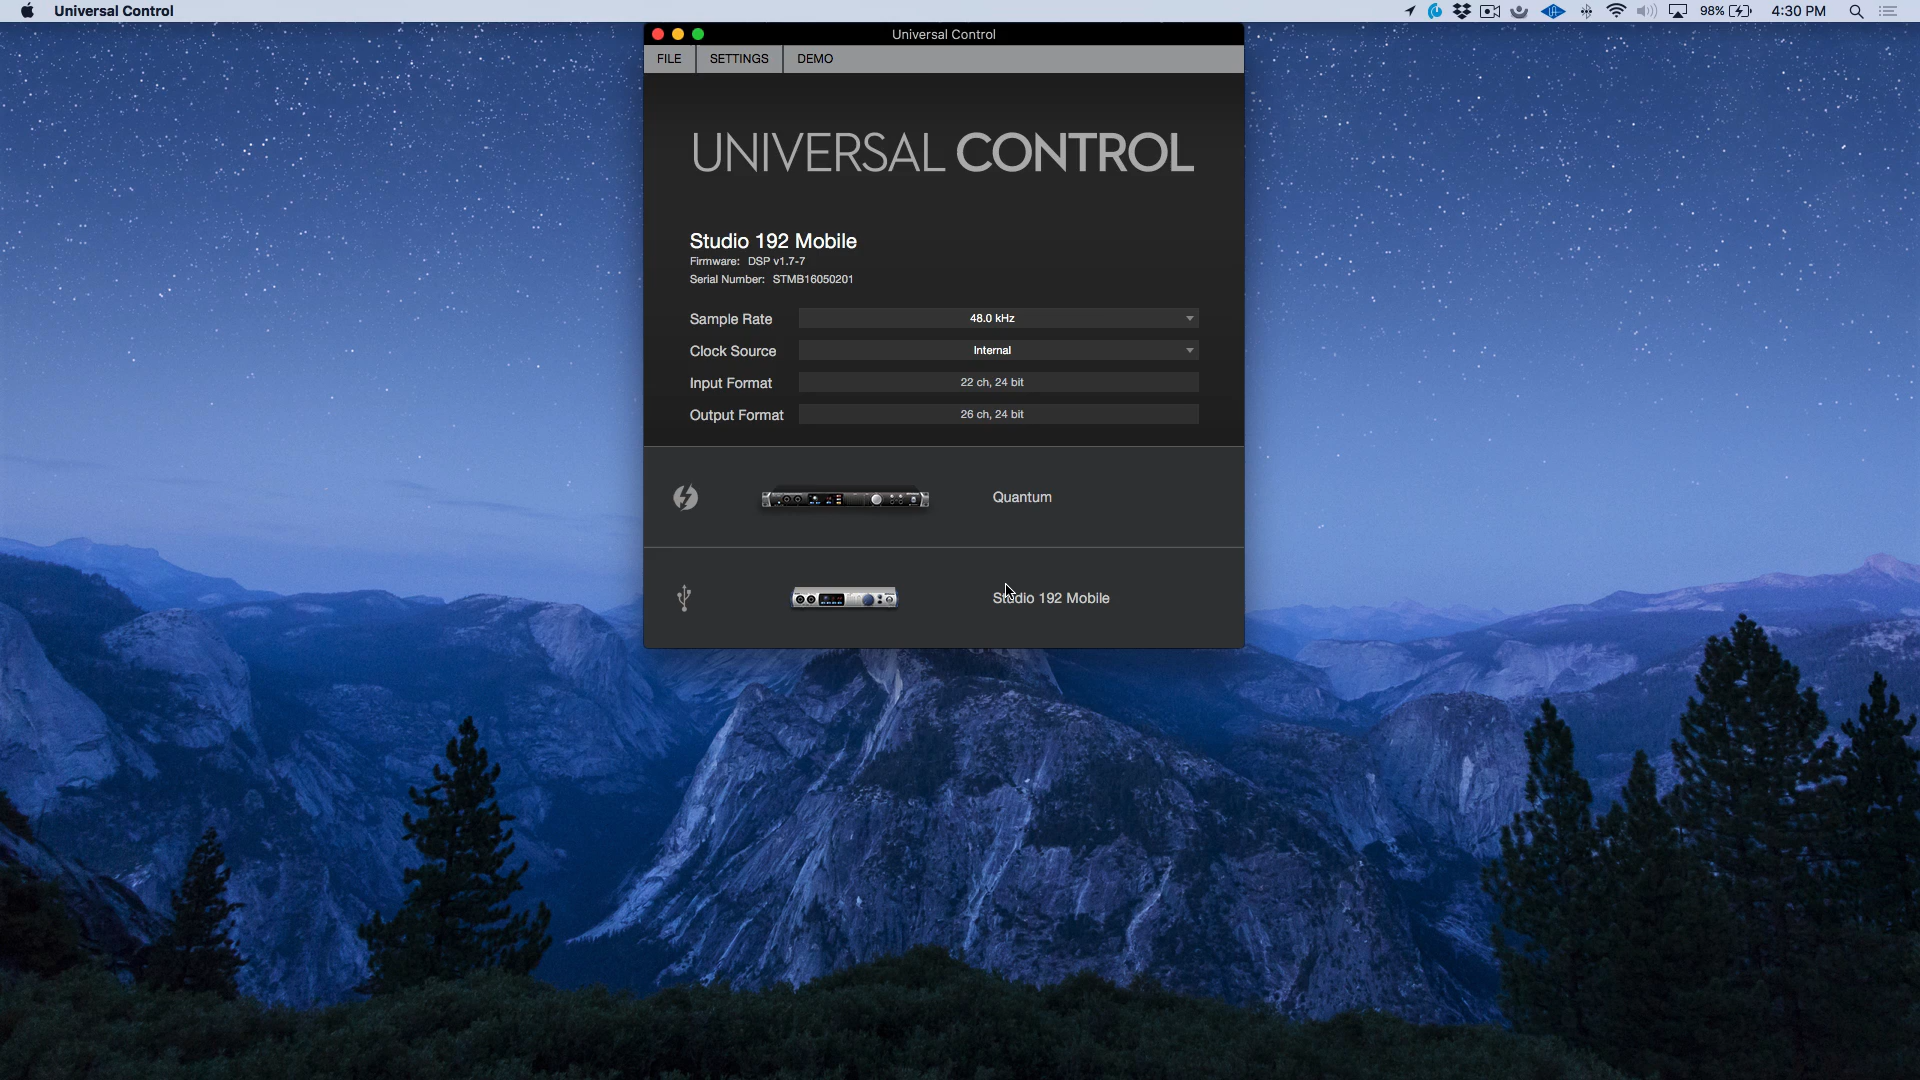 Universal Control
98%
4:30 PM
Universal Control
FILE
SETTINGS
DEMO
UNIVERSAL CONTROL
Studio 192 Mobile
Firmware: DSP v1.7-7
Serial Number: STMB16050201
Sample Rate 48.0 kHz
Clock Source Internal
Input Format 22 ch, 24 bit
Output Format 26 ch, 24 bit
Quantum
Studio 192 Mobile